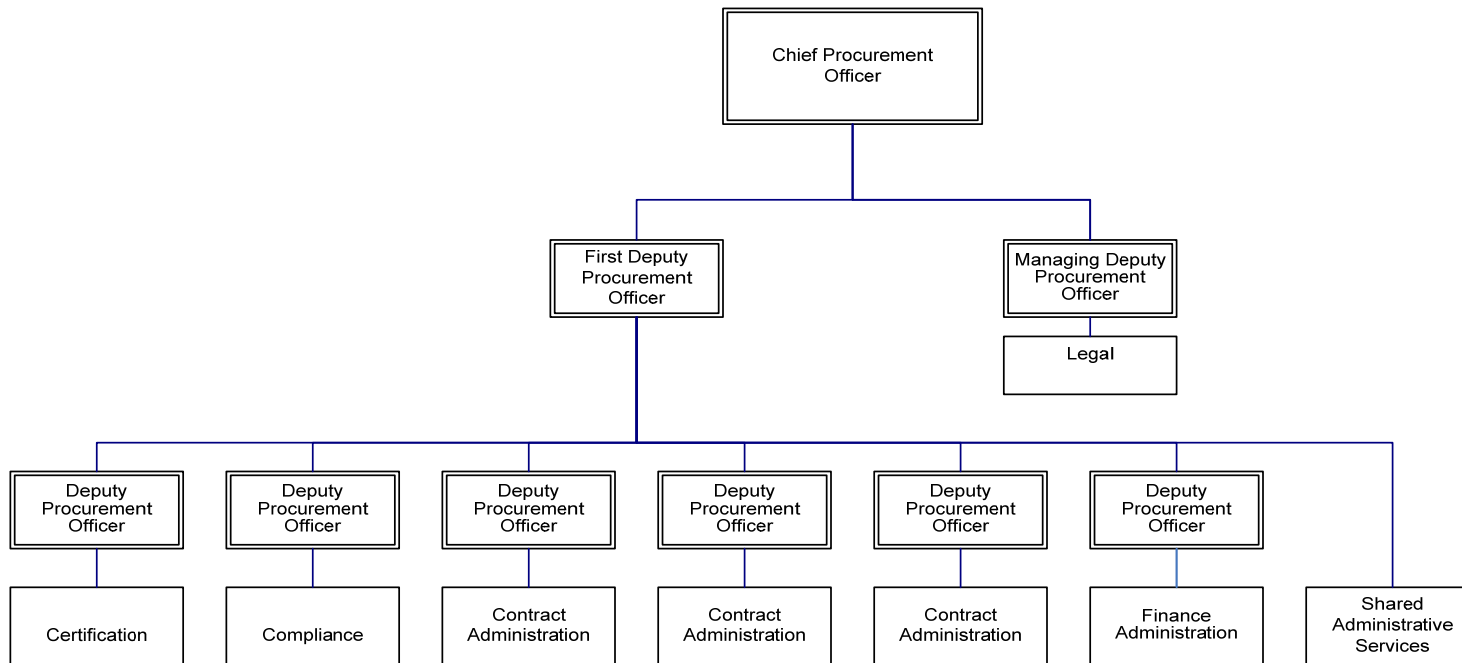 Chief Procurement
Officer
First Deputy
Procurement
Officer
Managing Deputy
Procurement
Officer
Legal
Deputy
Procurement
Officer
Deputy
Procurement
Officer
Deputy
Procurement
Officer
Deputy
Procurement
Officer
Deputy
Procurement
Officer
Deputy
Procurement
Officer
Certification
Compliance
Contract
Administration
Contract
Administration
Contract
Administration
Finance
Administration
Shared
Administrative
Services